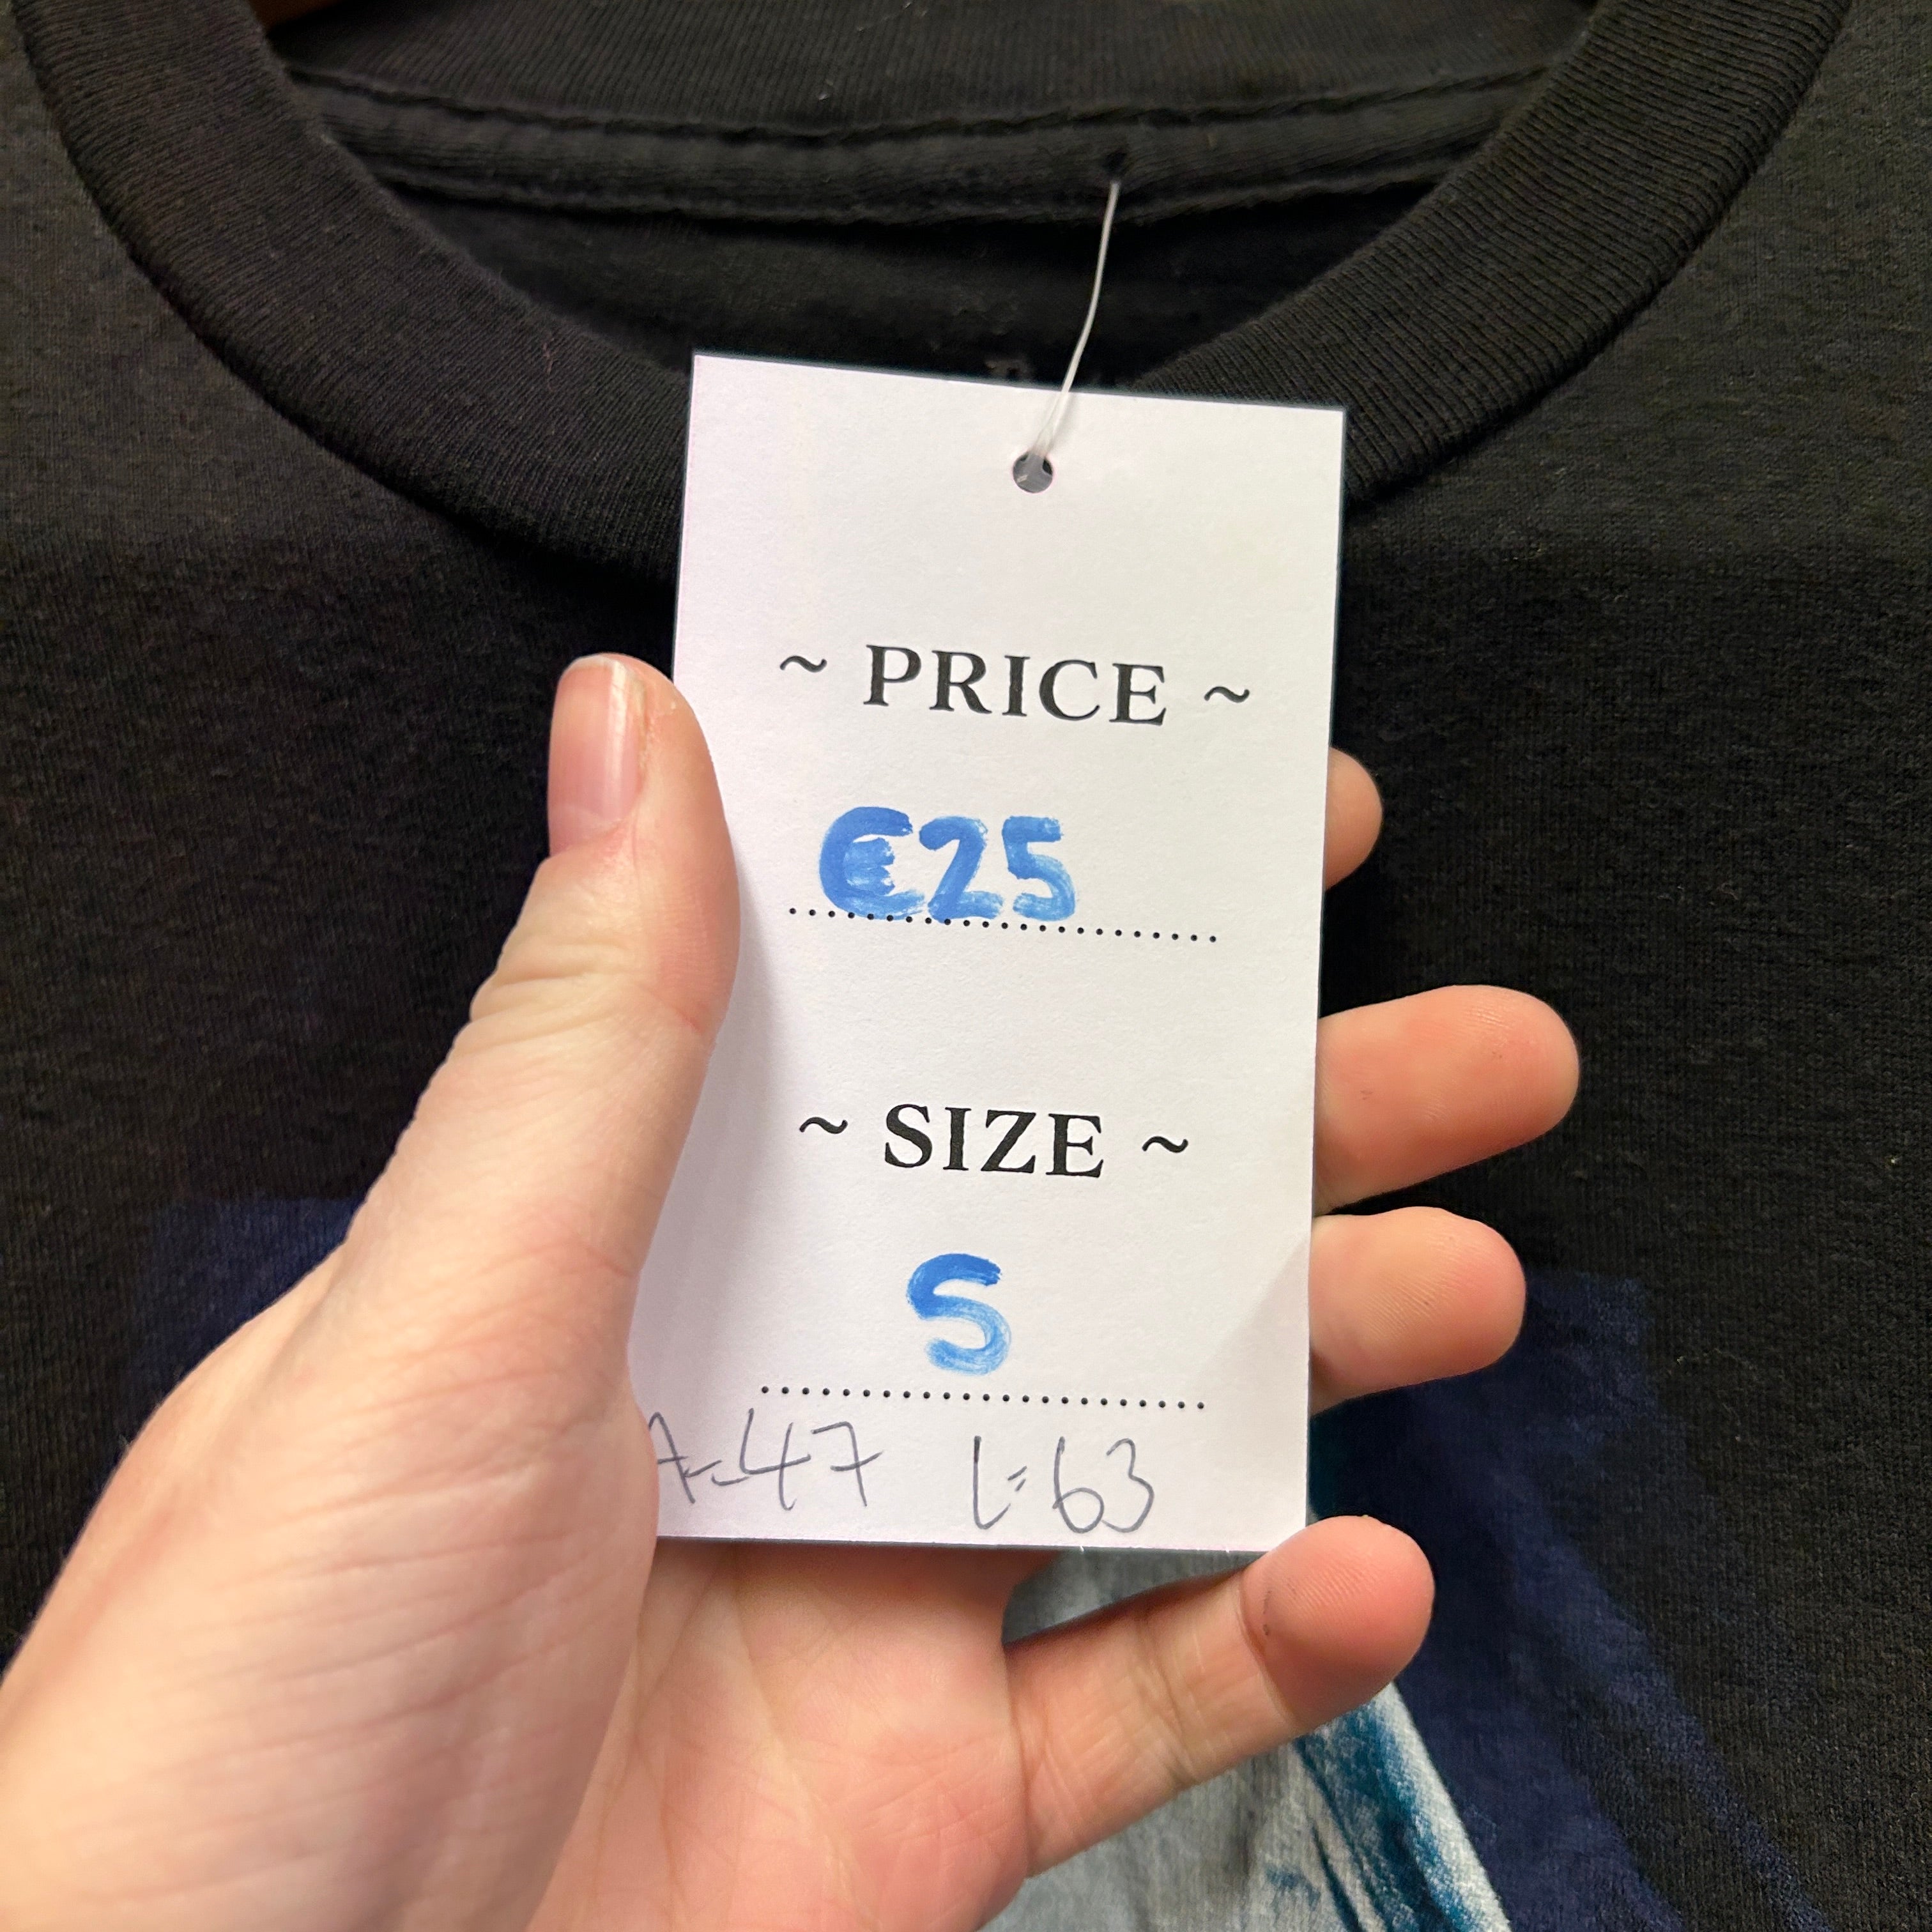 ~ PRICE ~
€25
~ SIZE ~
S
A=47 L=63